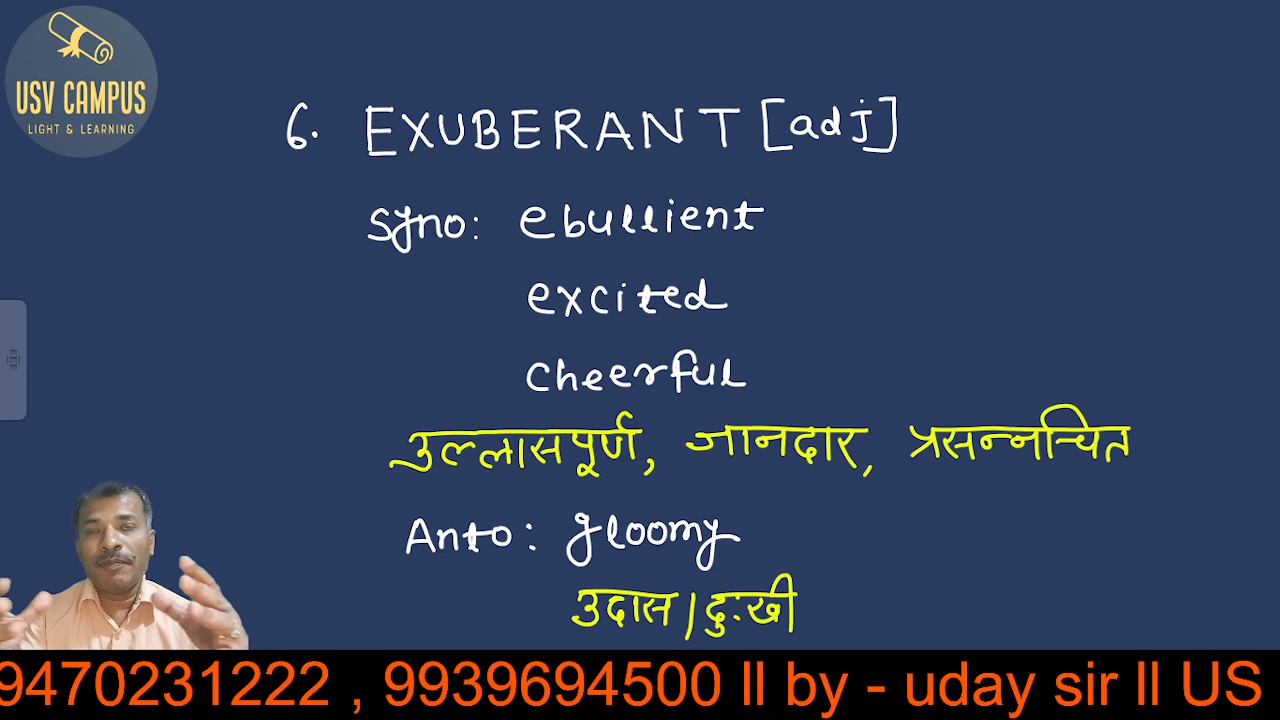 USV CAMPUS
LIGHT & LEARNING
6. EXUBERANT [adj]
Syno: ebullient
excited
cheerful
उल्लासपूर्ण, जानदार, प्रसन्नचित
Anto: gloomy
उदास/दुःखी
9470231222 , 9939694500 ll by - uday sir ll US